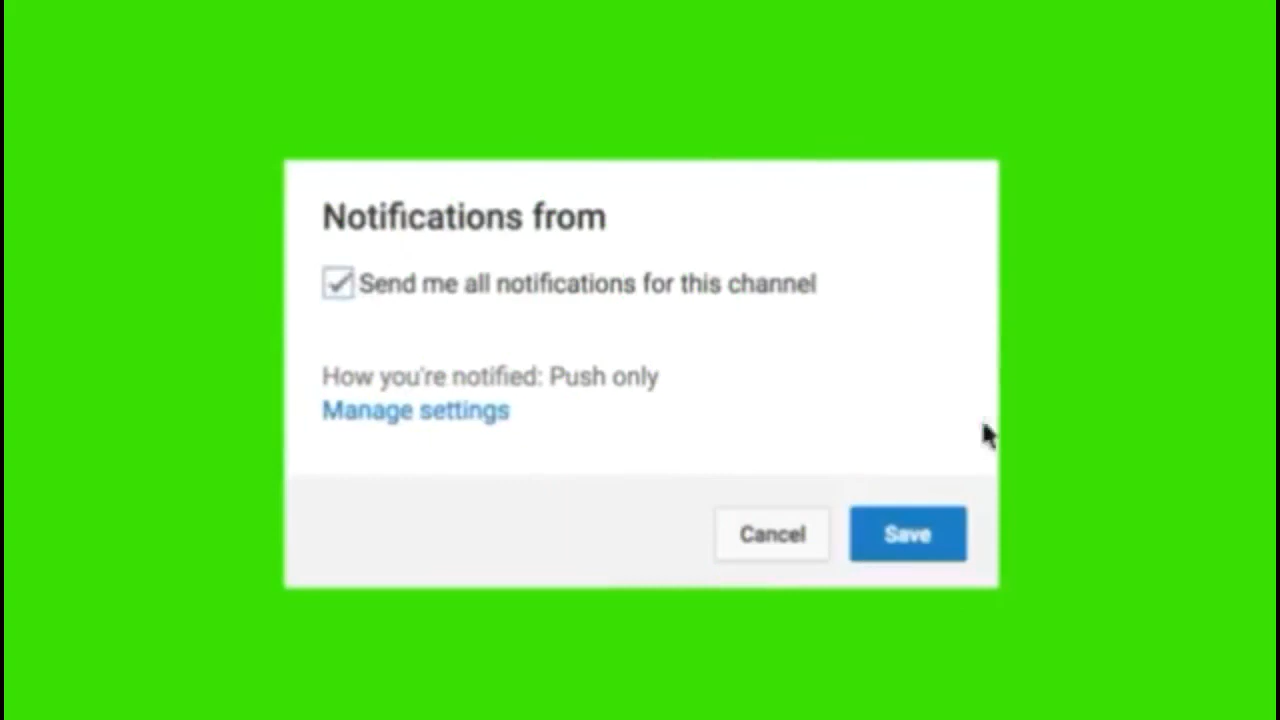 Notifications from
Send me all notifications for this channel
How you're notified: Push only
Manage settings
Cancel Save